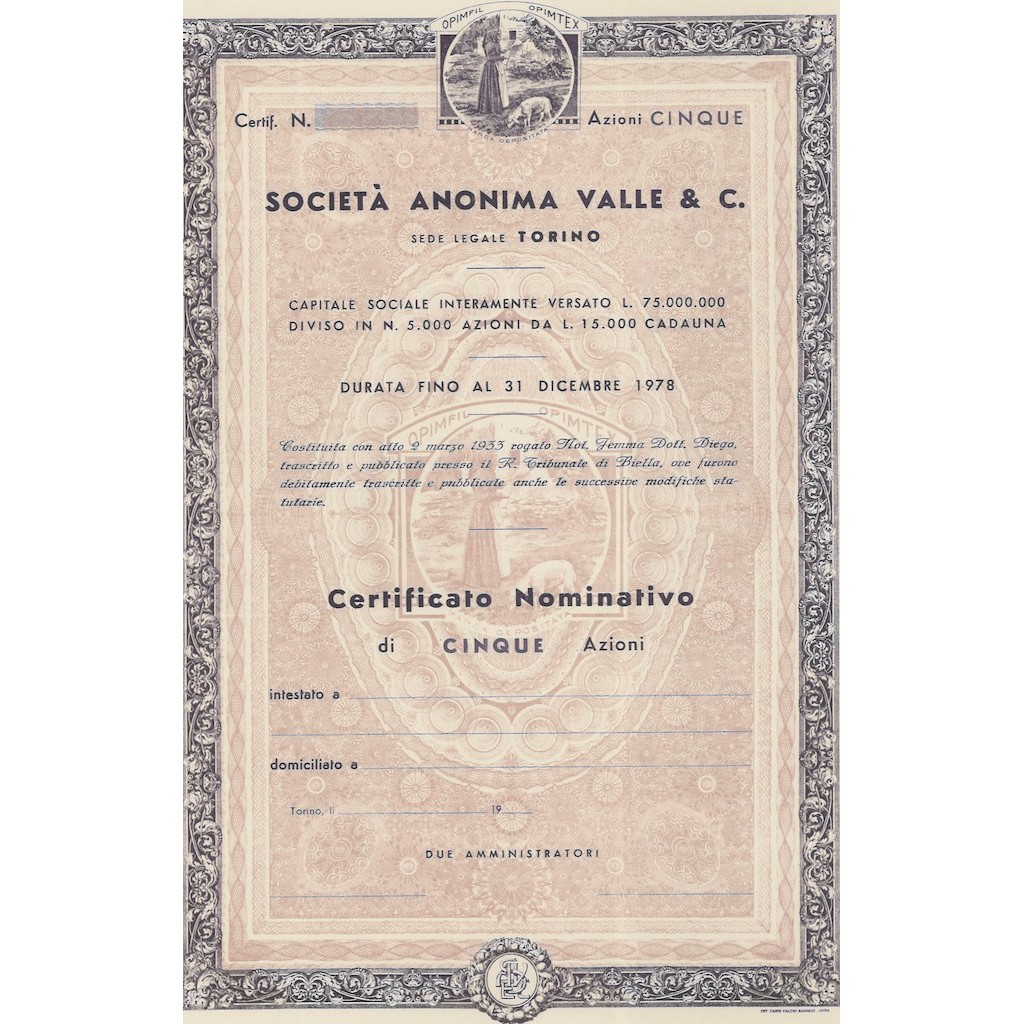 OPIMFIL OPIMTEX
MARCA DEPOSITATA
Certif. N. Azioni CINQUE
SOCIETÀ ANONIMA VALLE & C.
SEDE LEGALE TORINO
CAPITALE SOCIALE INTERAMENTE VERSATO L. 75.000.000
DIVISO IN N. 5.000 AZIONI DA L. 15.000 CADAUNA
DURATA FINO AL 31 DICEMBRE 1978
OPIMFIL OPIMTEX
Costituita con atto 2 marzo 1933 rogato Not. Jemma Dott. Diego,
trascritto e pubblicato presso il R. Tribunale di Biella, ove furono
debitamente trascritte e pubblicate anche le successive modifiche sta-
tutarie.
Certificato Nominativo
di CINQUE Azioni
intestato a
domiciliato a
Torino, li 19
DUE AMMINISTRATORI